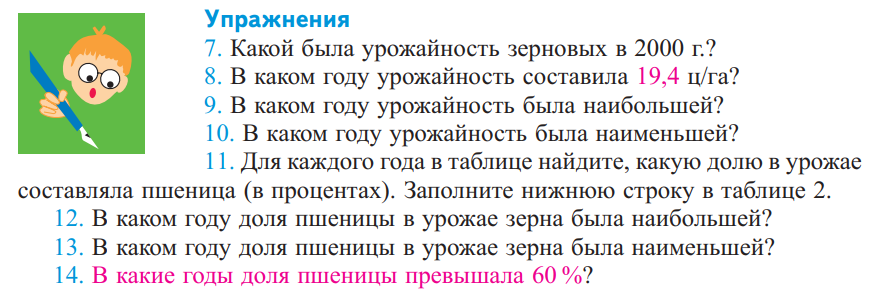 Упражнения
7. Какой была урожайность зерновых в 2000 г.?
8. В каком году урожайность составила 19,4 ц/га?
9. В каком году урожайность была наибольшей?
10. В каком году урожайность была наименьшей?
11. Для каждого года в таблице найдите, какую долю в урожае
составляла пшеница (в процентах). Заполните нижнюю строку в таблице 2.
12. В каком году доля пшеницы в урожае зерна была наибольшей?
13. В каком году доля пшеницы в урожае зерна была наименьшей?
14. В какие годы доля пшеницы превышала 60 %?